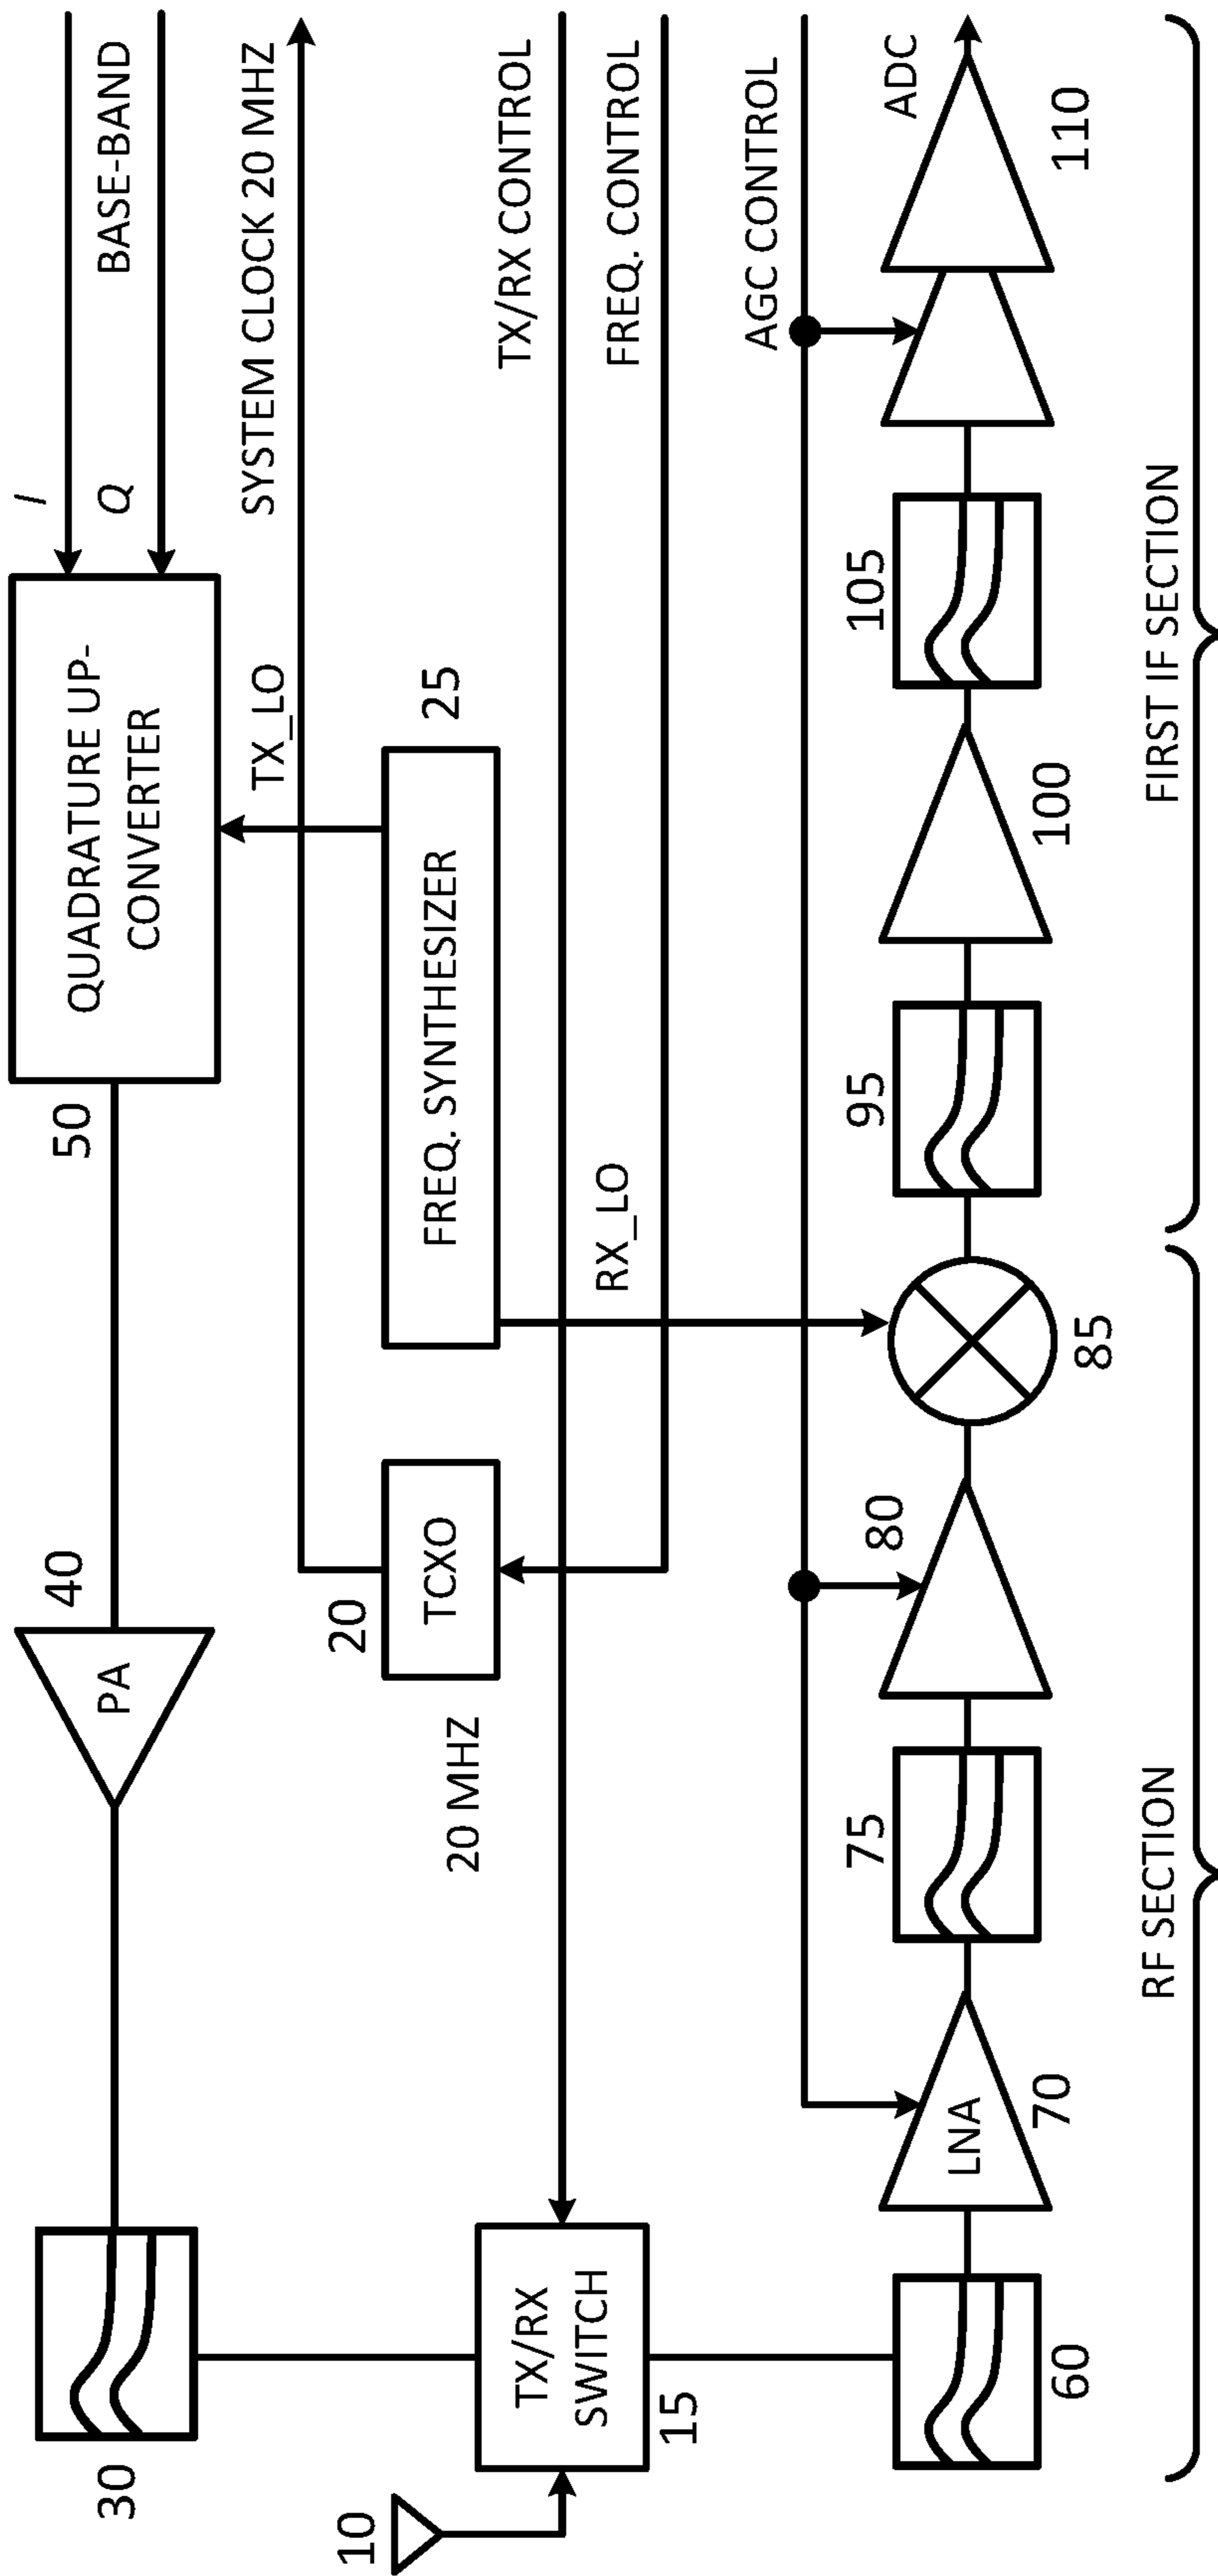 30
40
PA
50
QUADRATURE UP-
CONVERTER
I
Q
BASE-BAND
TX_LO
SYSTEM CLOCK 20 MHZ
10
20
TCXO
20 MHZ
FREQ. SYNTHESIZER
25
TX/RX
SWITCH
15
TX/RX CONTROL
RX_LO
FREQ. CONTROL
AGC CONTROL
60
LNA
70
75
80
85
95
100
105
110
ADC
RF SECTION
FIRST IF SECTION